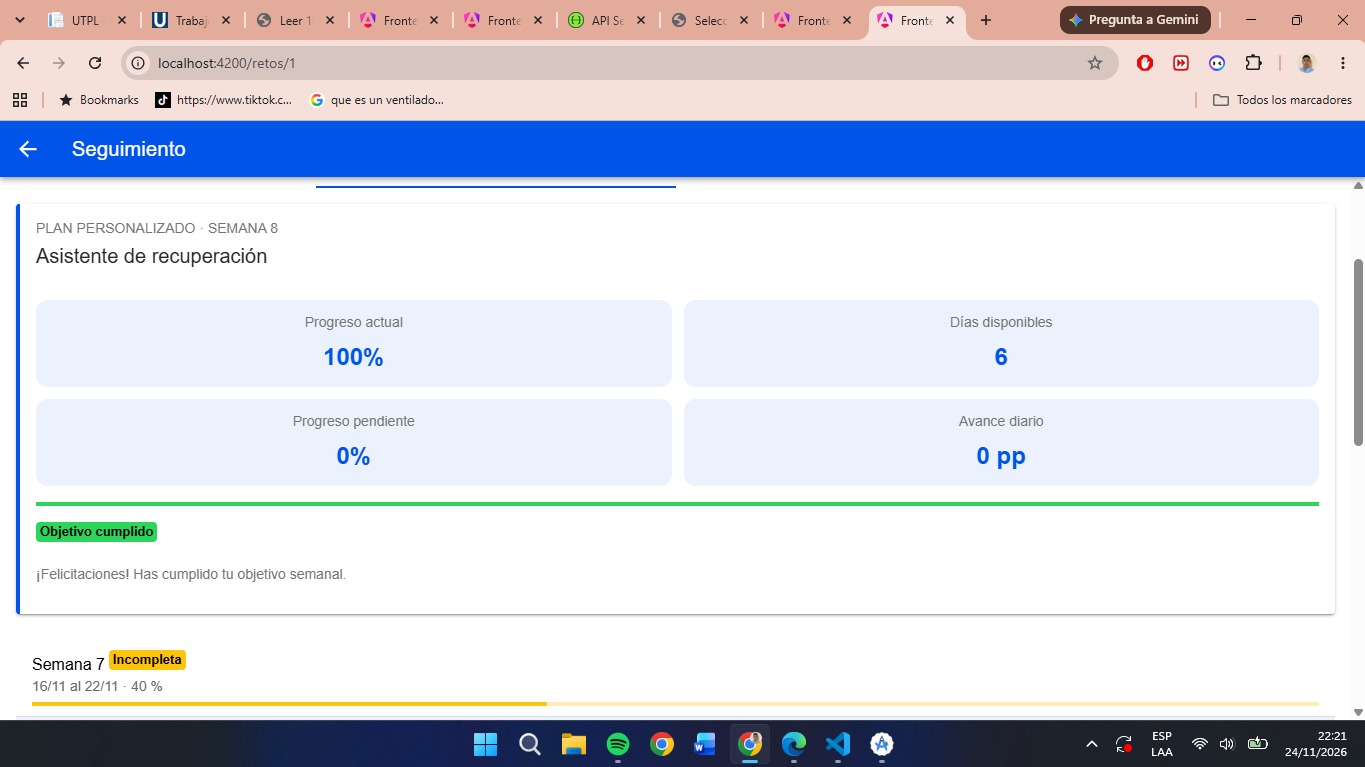 UTPL
Trabaj
Leer 1
Fronte
Fronte
API Se
Selecc
Fronte
Fronte
Pregunta a Gemini
localhost:4200/retos/1
Bookmarks
https://www.tiktok.c...
que es un ventilado...
Todos los marcadores
Seguimiento
PLAN PERSONALIZADO · SEMANA 8
Asistente de recuperación
Progreso actual
100%
Días disponibles
6
Progreso pendiente
0%
Avance diario
0 pp
Objetivo cumplido
¡Felicitaciones! Has cumplido tu objetivo semanal.
Semana 7 Incompleta
16/11 al 22/11 · 40 %
ESP
LAA
22:21
24/11/2026